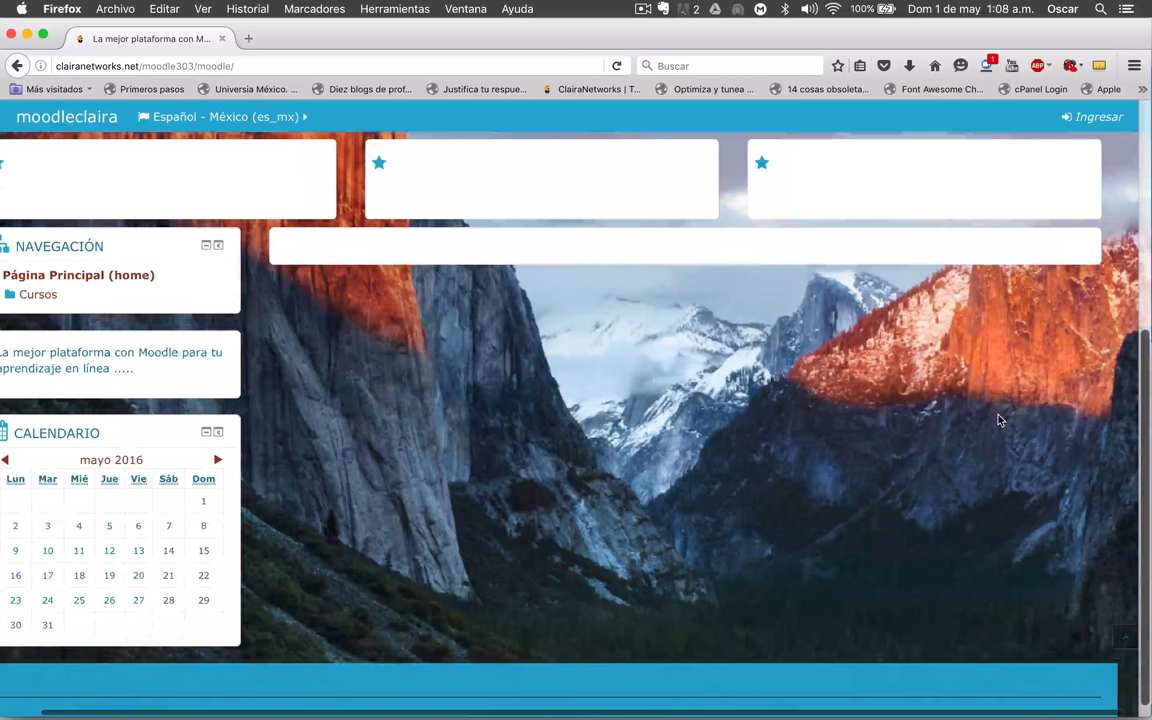 Firefox Archivo Editar Ver Historial Marcadores Herramientas Ventana Ayuda 2 100% Dom 1 de may 1:08 a.m. Oscar
La mejor plataforma con M...
clairanetworks.net/moodle303/moodle/ Buscar 1 You ABP
Más visitados Primeros pasos Universia México. ... Diez blogs de prof... Justifica tu respue... ClairaNetworks | T... Optimiza y tunea ... 14 cosas obsoleta... Font Awesome Ch... cPanel Login Apple
moodleclaira Español - México (es_mx) Ingresar
NAVEGACIÓN
Página Principal (home)
Cursos
La mejor plataforma con Moodle para tu
aprendizaje en línea .....
CALENDARIO
mayo 2016
Lun Mar Mié Jue Vie Sáb Dom
1
2 3 4 5 6 7 8
9 10 11 12 13 14 15
16 17 18 19 20 21 22
23 24 25 26 27 28 29
30 31